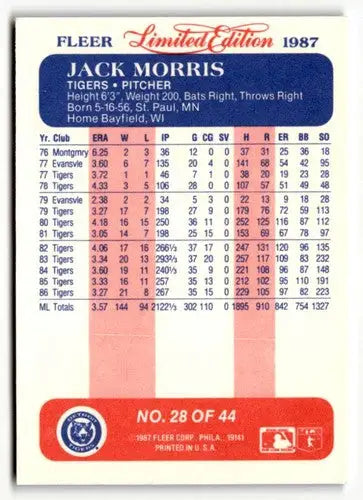 FLEER Limited Edition 1987
JACK MORRIS
TIGERS • PITCHER
Height 6'3", Weight 200, Bats Right, Throws Right
Born 5-16-56, St. Paul, MN
Home Bayfield, WI
Yr. Club ERA W L IP G CG SV H R ER BB SO
76 Montgmry 6.25 2 3 36 12 0 0 37 31 25 36 18
77 Evansvle 3.60 6 7 135 20 4 0 141 68 54 42 95
77 Tigers 3.72 1 1 46 7 1 0 38 20 19 23 28
78 Tigers 4.33 3 5 106 28 7 0 107 57 51 49 48
79 Evansvle 2.38 2 2 34 5 3 0 22 13 9 18 28
79 Tigers 3.27 17 7 198 27 9 0 179 76 72 59 113
80 Tigers 4.18 16 15 250 36 11 0 252 125 116 87 112
81 Tigers 3.05 14 7 198 25 15 0 153 69 67 78 97
82 Tigers 4.06 17 16 266⅓ 37 17 0 247 131 120 96 135
83 Tigers 3.34 20 13 293⅔ 37 20 0 257 117 109 83 232
84 Tigers 3.60 19 11 240⅓ 35 9 0 221 108 96 87 148
85 Tigers 3.33 16 11 257 35 13 0 212 102 95 110 191
86 Tigers 3.27 21 8 267 35 15 0 229 105 97 82 223
ML Totals 3.57 144 94 2122⅓ 302 110 0 1895 910 842 754 1327
NO. 28 OF 44
1987 FLEER CORP. PHILA., 19141
PRINTED IN U.S.A.
DETROIT